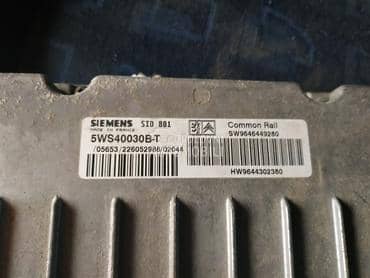 SIEMENS SID 801
MADE IN FRANCE
5WS40030B-T
/05653/226052986/02044
Common Rail
SW9646449280
HW9644302380